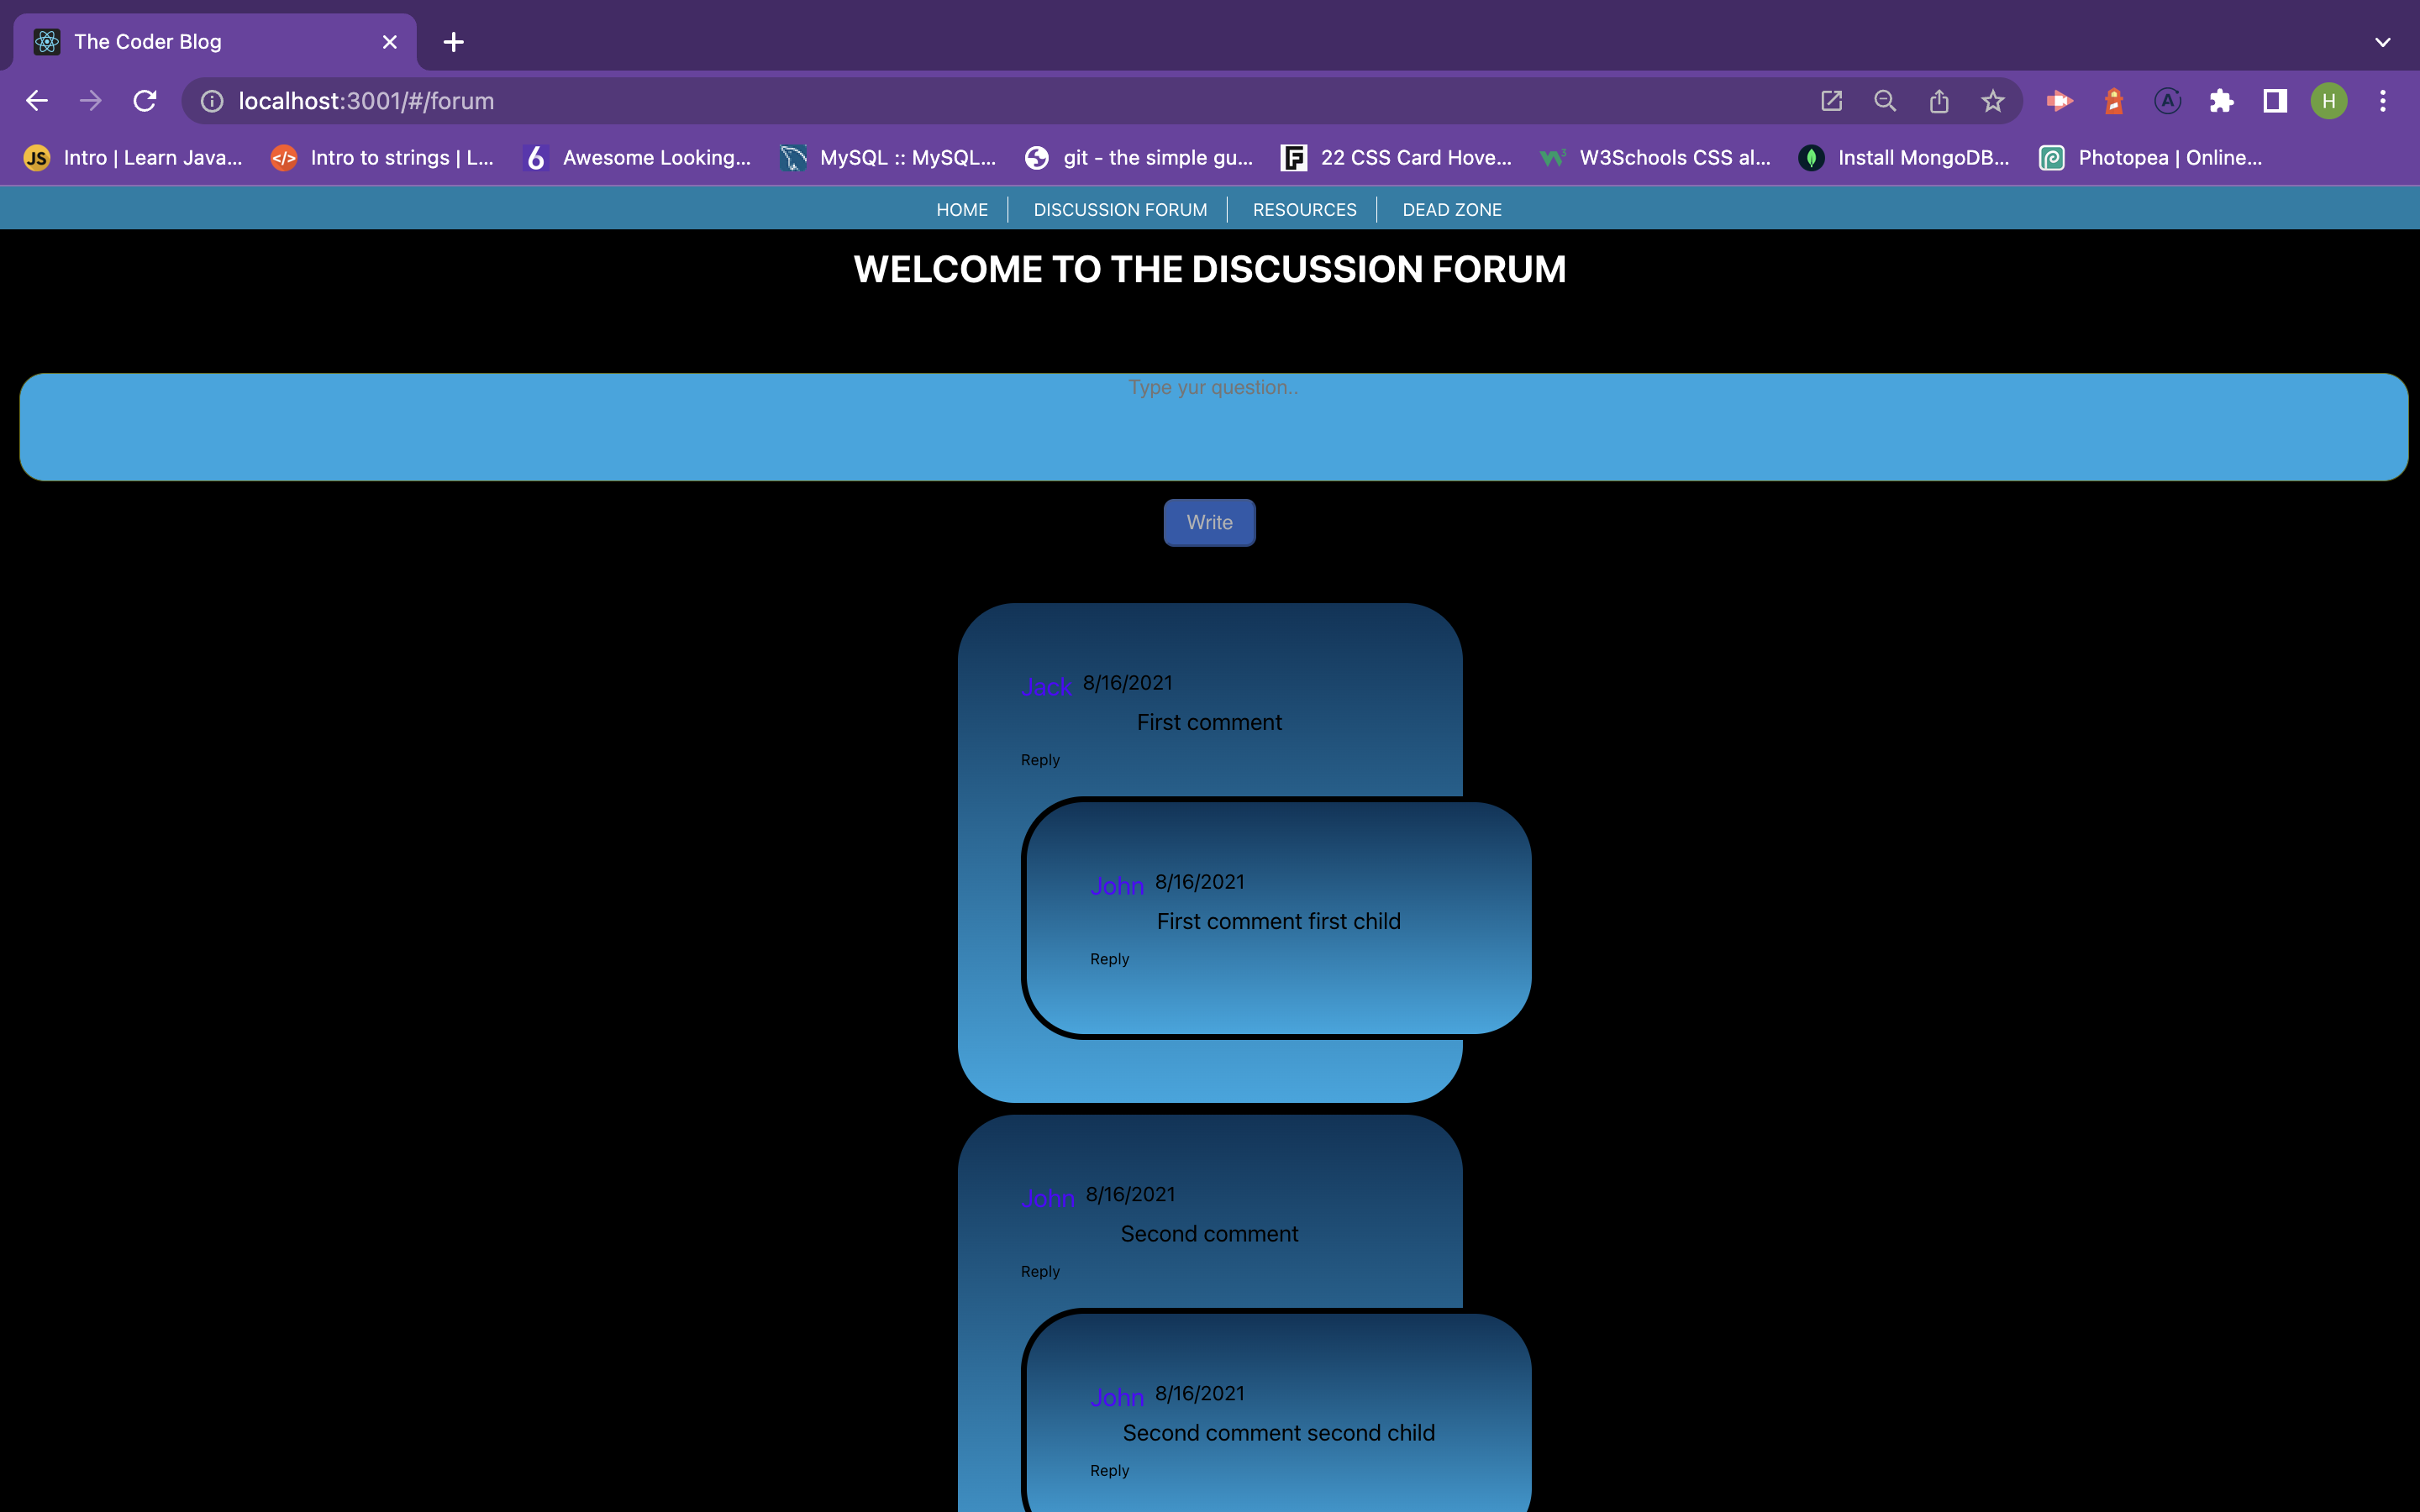 The Coder Blog
localhost:3001/#/forum
H
Intro | Learn Java... Intro to strings | L... Awesome Looking... MySQL :: MySQL... git - the simple gu... 22 CSS Card Hove... W3Schools CSS al... Install MongoDB... Photopea | Online...
HOME DISCUSSION FORUM RESOURCES DEAD ZONE
WELCOME TO THE DISCUSSION FORUM
Type yur question..
Write
Jack 8/16/2021
First comment
Reply
John 8/16/2021
First comment first child
Reply
John 8/16/2021
Second comment
Reply
John 8/16/2021
Second comment second child
Reply